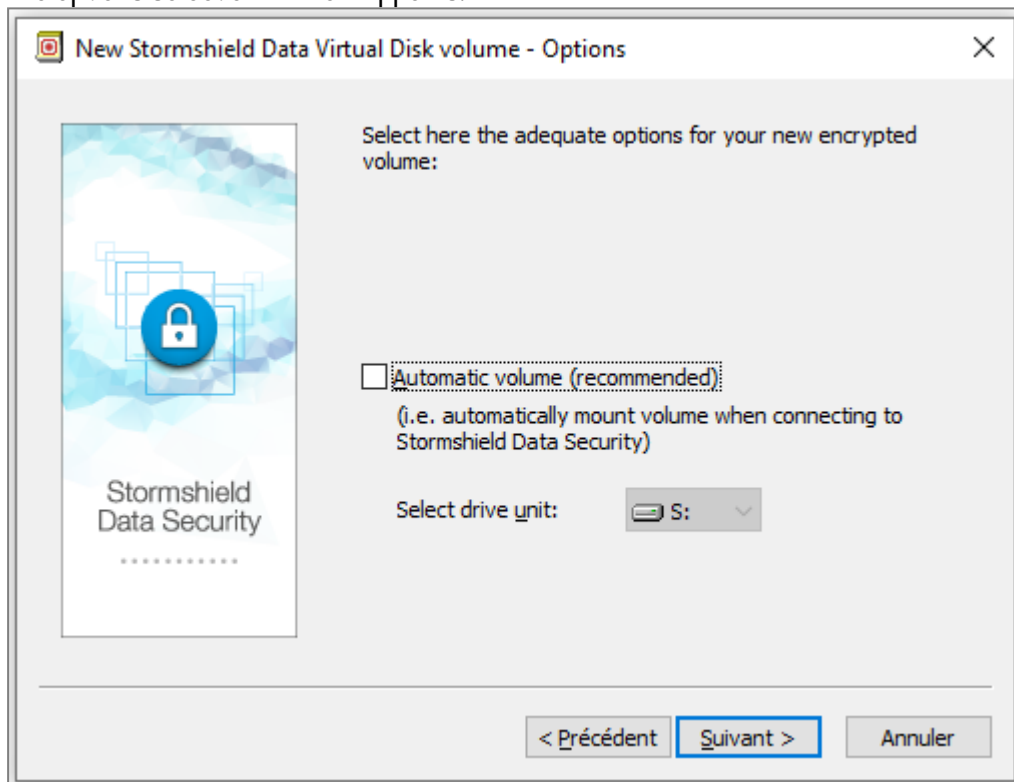 New Stormshield Data Virtual Disk volume - Options
Select here the adequate options for your new encrypted
volume:
Automatic volume (recommended)
(i.e. automatically mount volume when connecting to
Stormshield Data Security)
Select drive unit:
S:
Stormshield
Data Security
< Précédent
Suivant >
Annuler